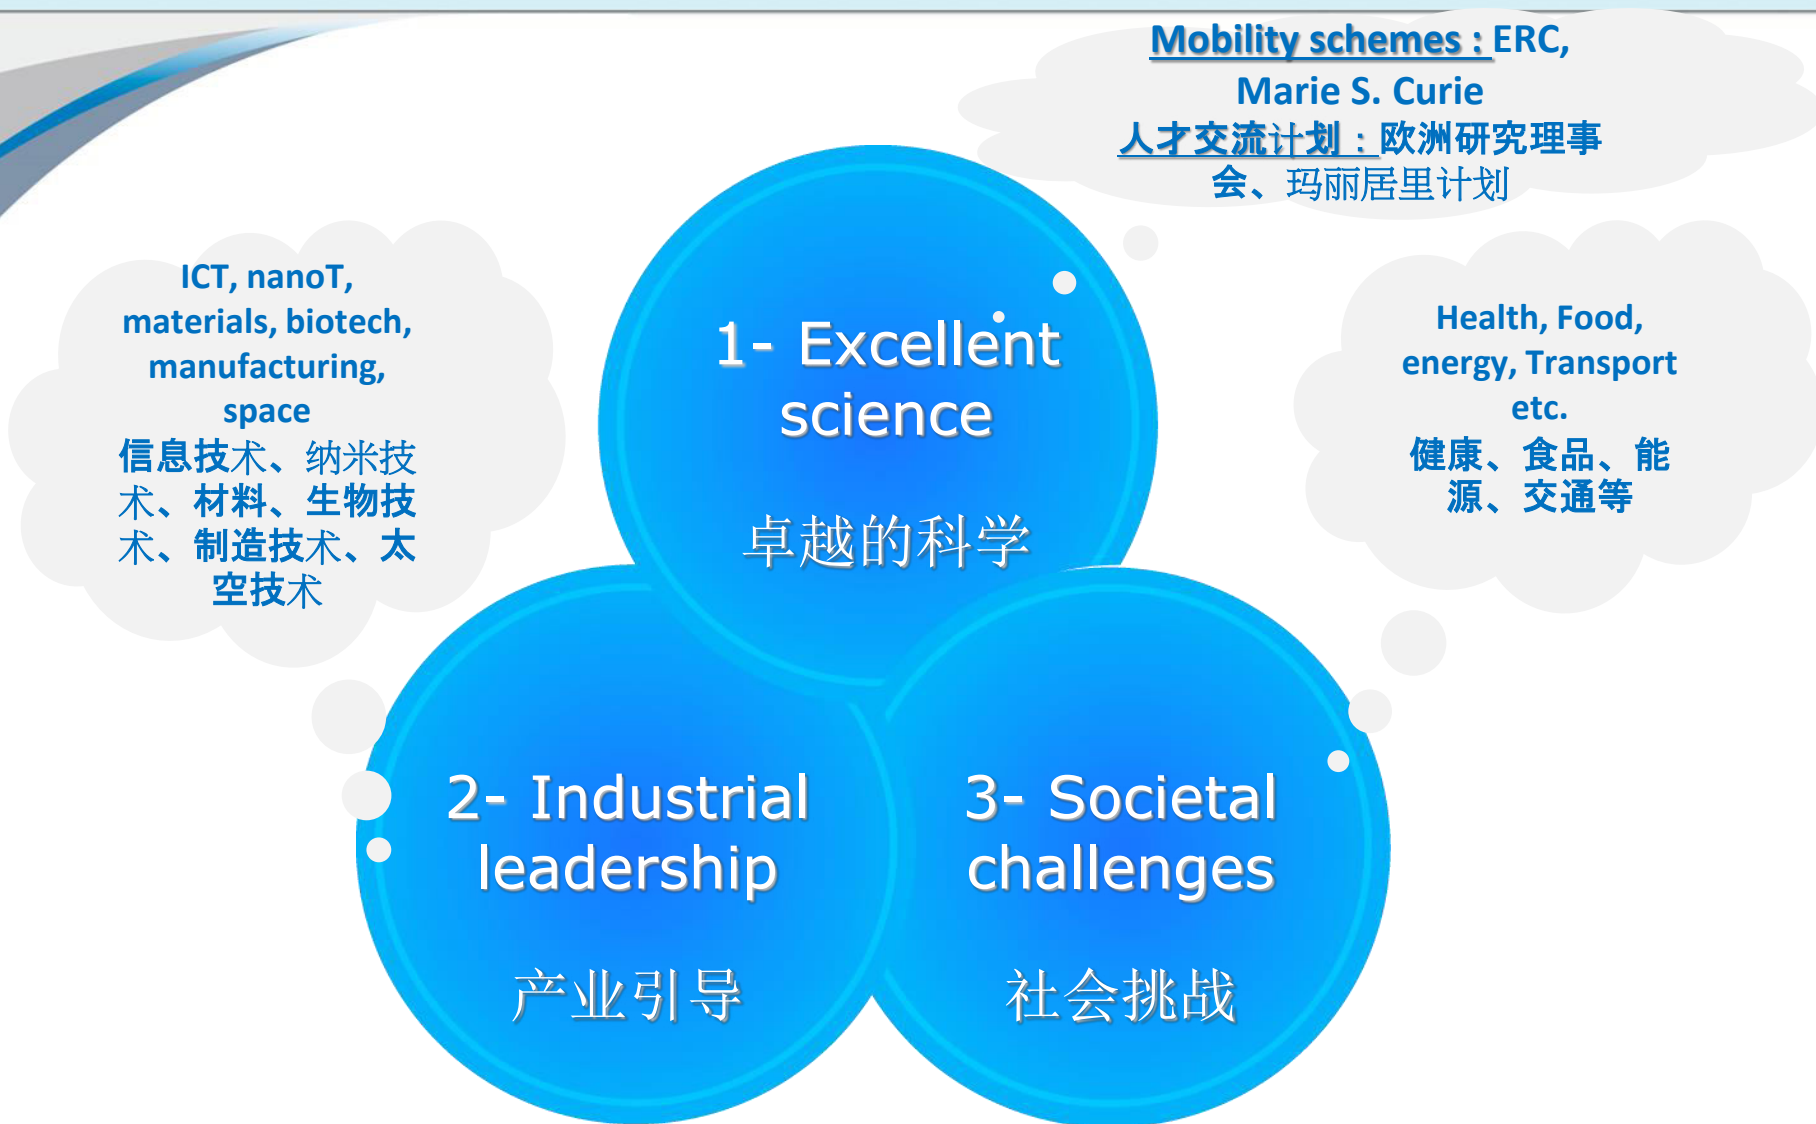 Mobility schemes : ERC,
Marie S. Curie
人才交流计划：欧洲研究理事
会、玛丽居里计划
ICT, nanoT,
materials, biotech,
manufacturing,
space
信息技术、纳米技
术、材料、生物技
术、制造技术、太
空技术
Health, Food,
energy, Transport
etc.
健康、食品、能
源、交通等
1- Excellent
science
卓越的科学
2- Industrial
leadership
产业引导
3- Societal
challenges
社会挑战